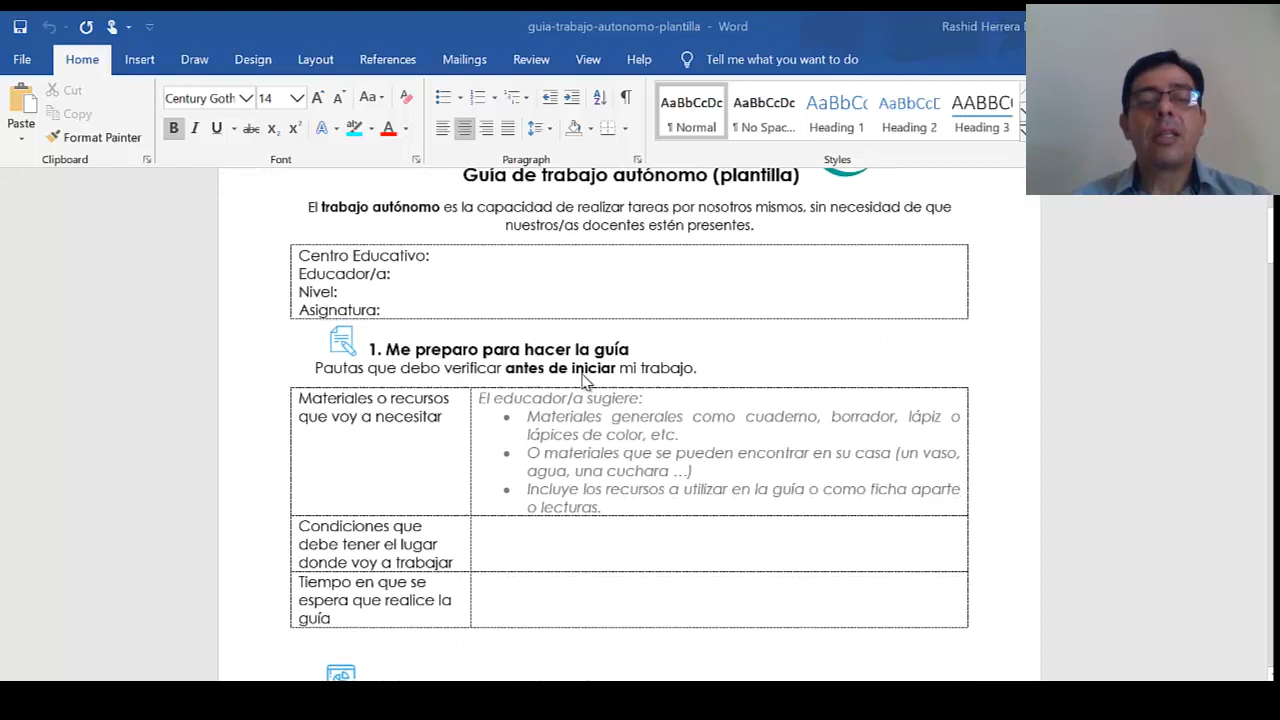 guia-trabajo-autonomo-plantilla - Word
Rashid Herrera
File Home Insert Draw Design Layout References Mailings Review View Help Tell me what you want to do
Paste
Cut
Copy
Format Painter
Clipboard
Century Goth 14
Aa
B I U abc X₂ X²
A A
Font
Paragraph
AaBbCcDc AaBbCcDc AaBbCc AaBbCcD AABBC
¶ Normal ¶ No Spac... Heading 1 Heading 2 Heading 3
Styles
Guía de trabajo autónomo (plantilla)
El trabajo autónomo es la capacidad de realizar tareas por nosotros mismos, sin necesidad de que
nuestros/as docentes estén presentes.
Centro Educativo:
Educador/a:
Nivel:
Asignatura:
1. Me preparo para hacer la guía
Pautas que debo verificar antes de iniciar mi trabajo.
Materiales o recursos
que voy a necesitar
El educador/a sugiere:
• Materiales generales como cuaderno, borrador, lápiz o
lápices de color, etc.
• O materiales que se pueden encontrar en su casa (un vaso,
agua, una cuchara ...)
• Incluye los recursos a utilizar en la guía o como ficha aparte
o lecturas.
Condiciones que
debe tener el lugar
donde voy a trabajar
Tiempo en que se
espera que realice la
guía